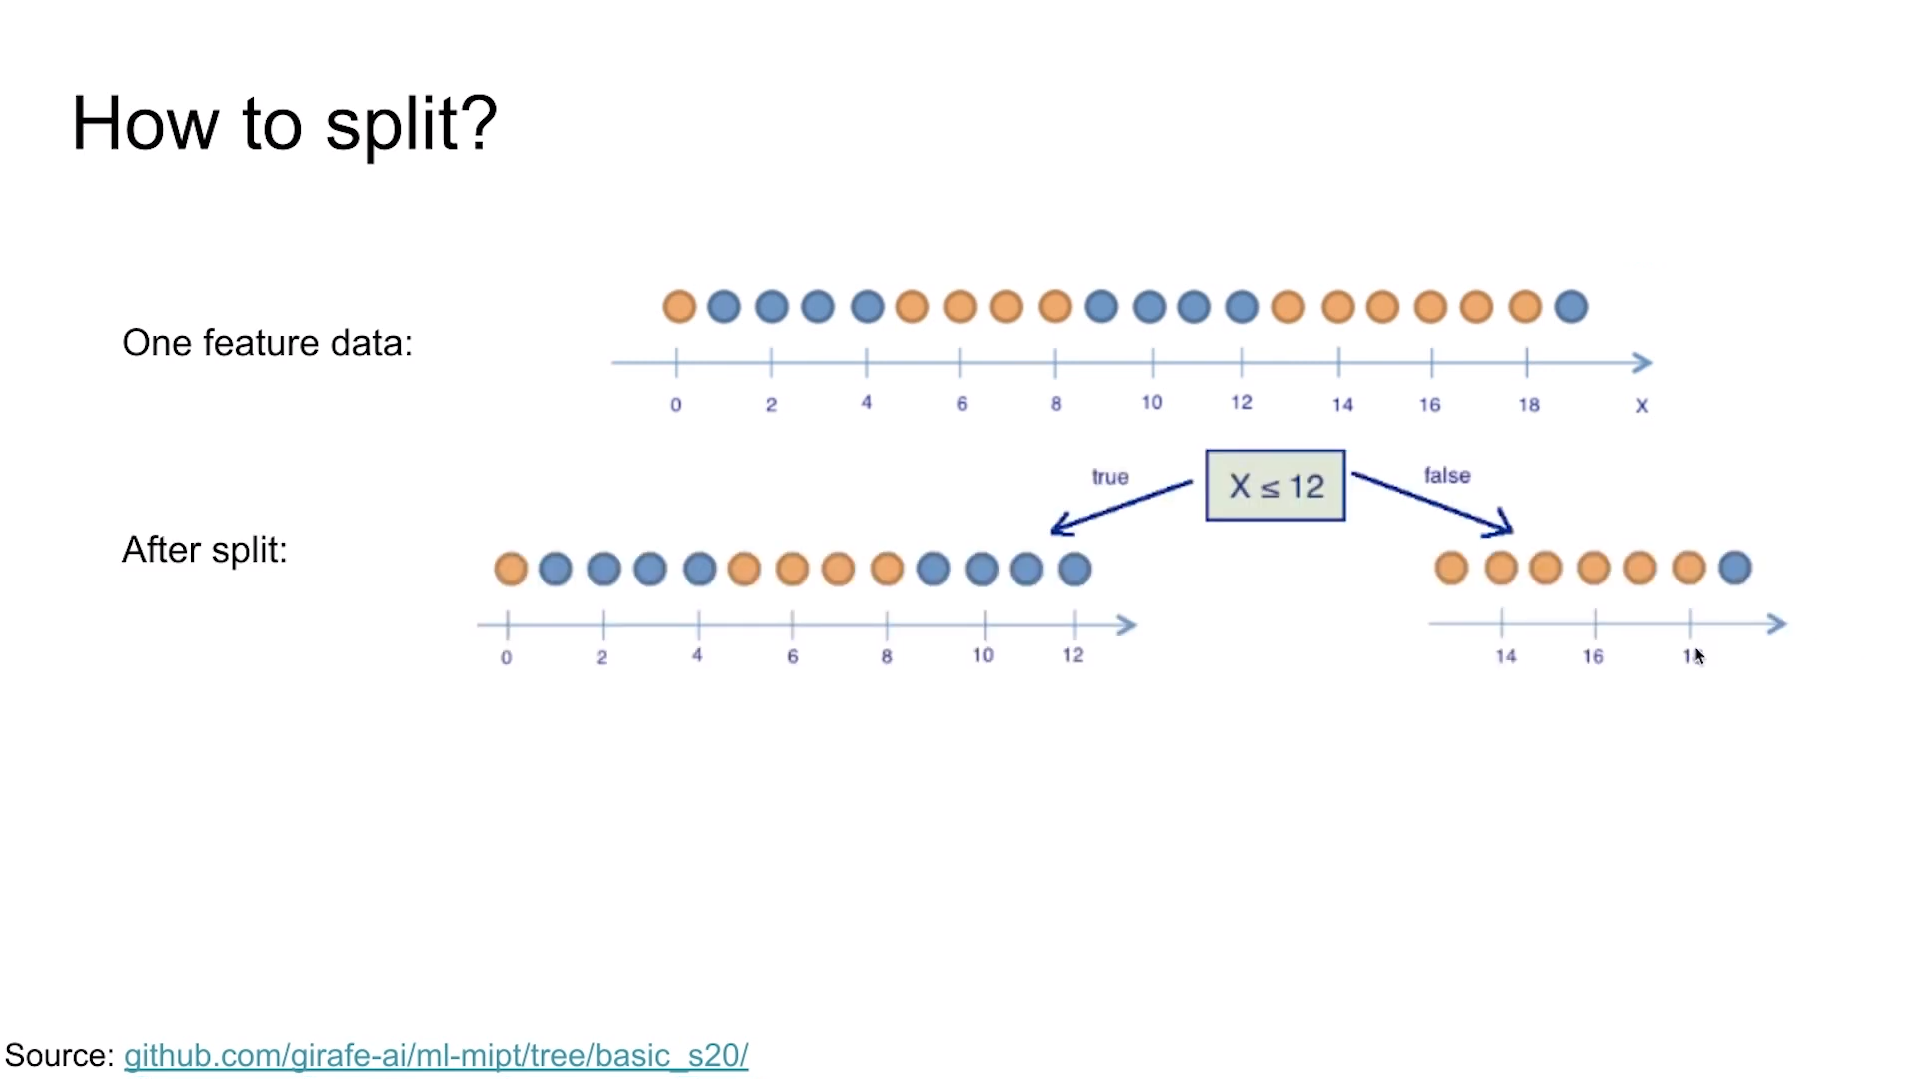 How to split?
One feature data:
0 2 4 6 8 10 12 14 16 18 X
true X ≤ 12 false
After split:
0 2 4 6 8 10 12
14 16
Source: github.com/girafe-ai/ml-mipt/tree/basic_s20/